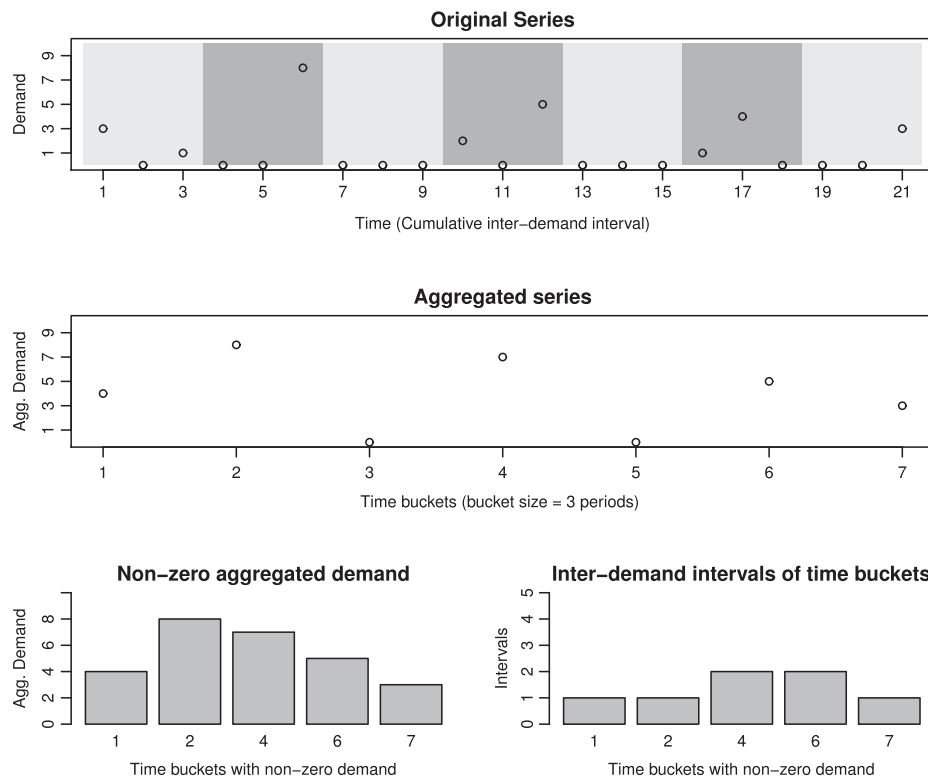 Original Series
Demand
1 3 5 7 9
1 3 5 7 9 11 13 15 17 19 21
Time (Cumulative inter−demand interval)
Aggregated series
Agg. Demand
1 3 5 7 9
1 2 3 4 5 6 7
Time buckets (bucket size = 3 periods)
Non−zero aggregated demand
Agg. Demand
0 2 4 6 8
1 2 4 6 7
Time buckets with non−zero demand
Inter−demand intervals of time buckets
Intervals
0 1 2 3 4 5
1 2 4 6 7
Time buckets with non−zero demand